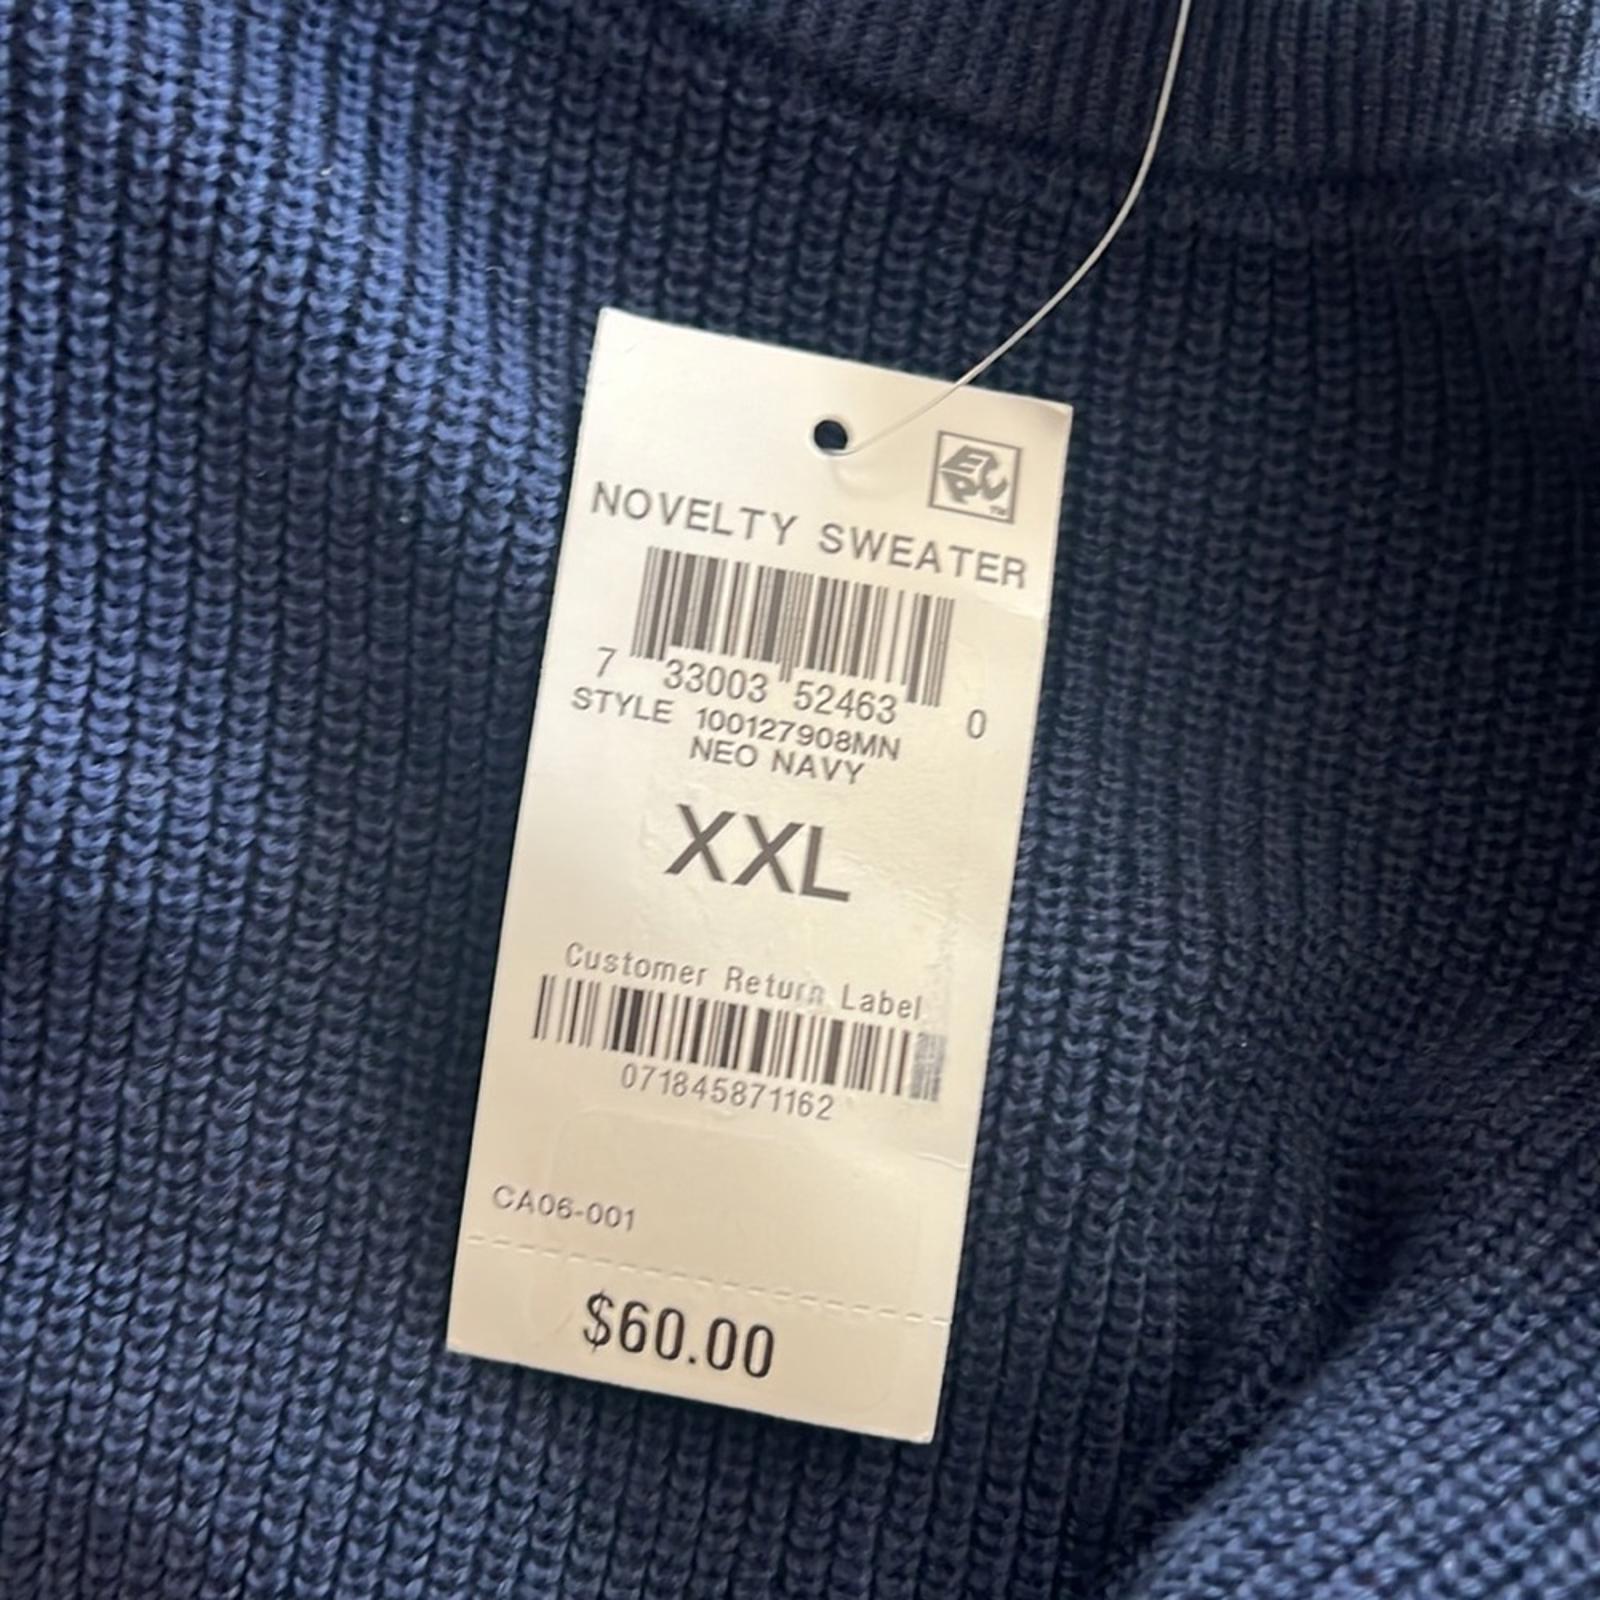 NOVELTY SWEATER
7 33003 52463 0
STYLE 100127908MN
NEO NAVY
XXL
Customer Return Label
071845871162
CA06-001
$60.00